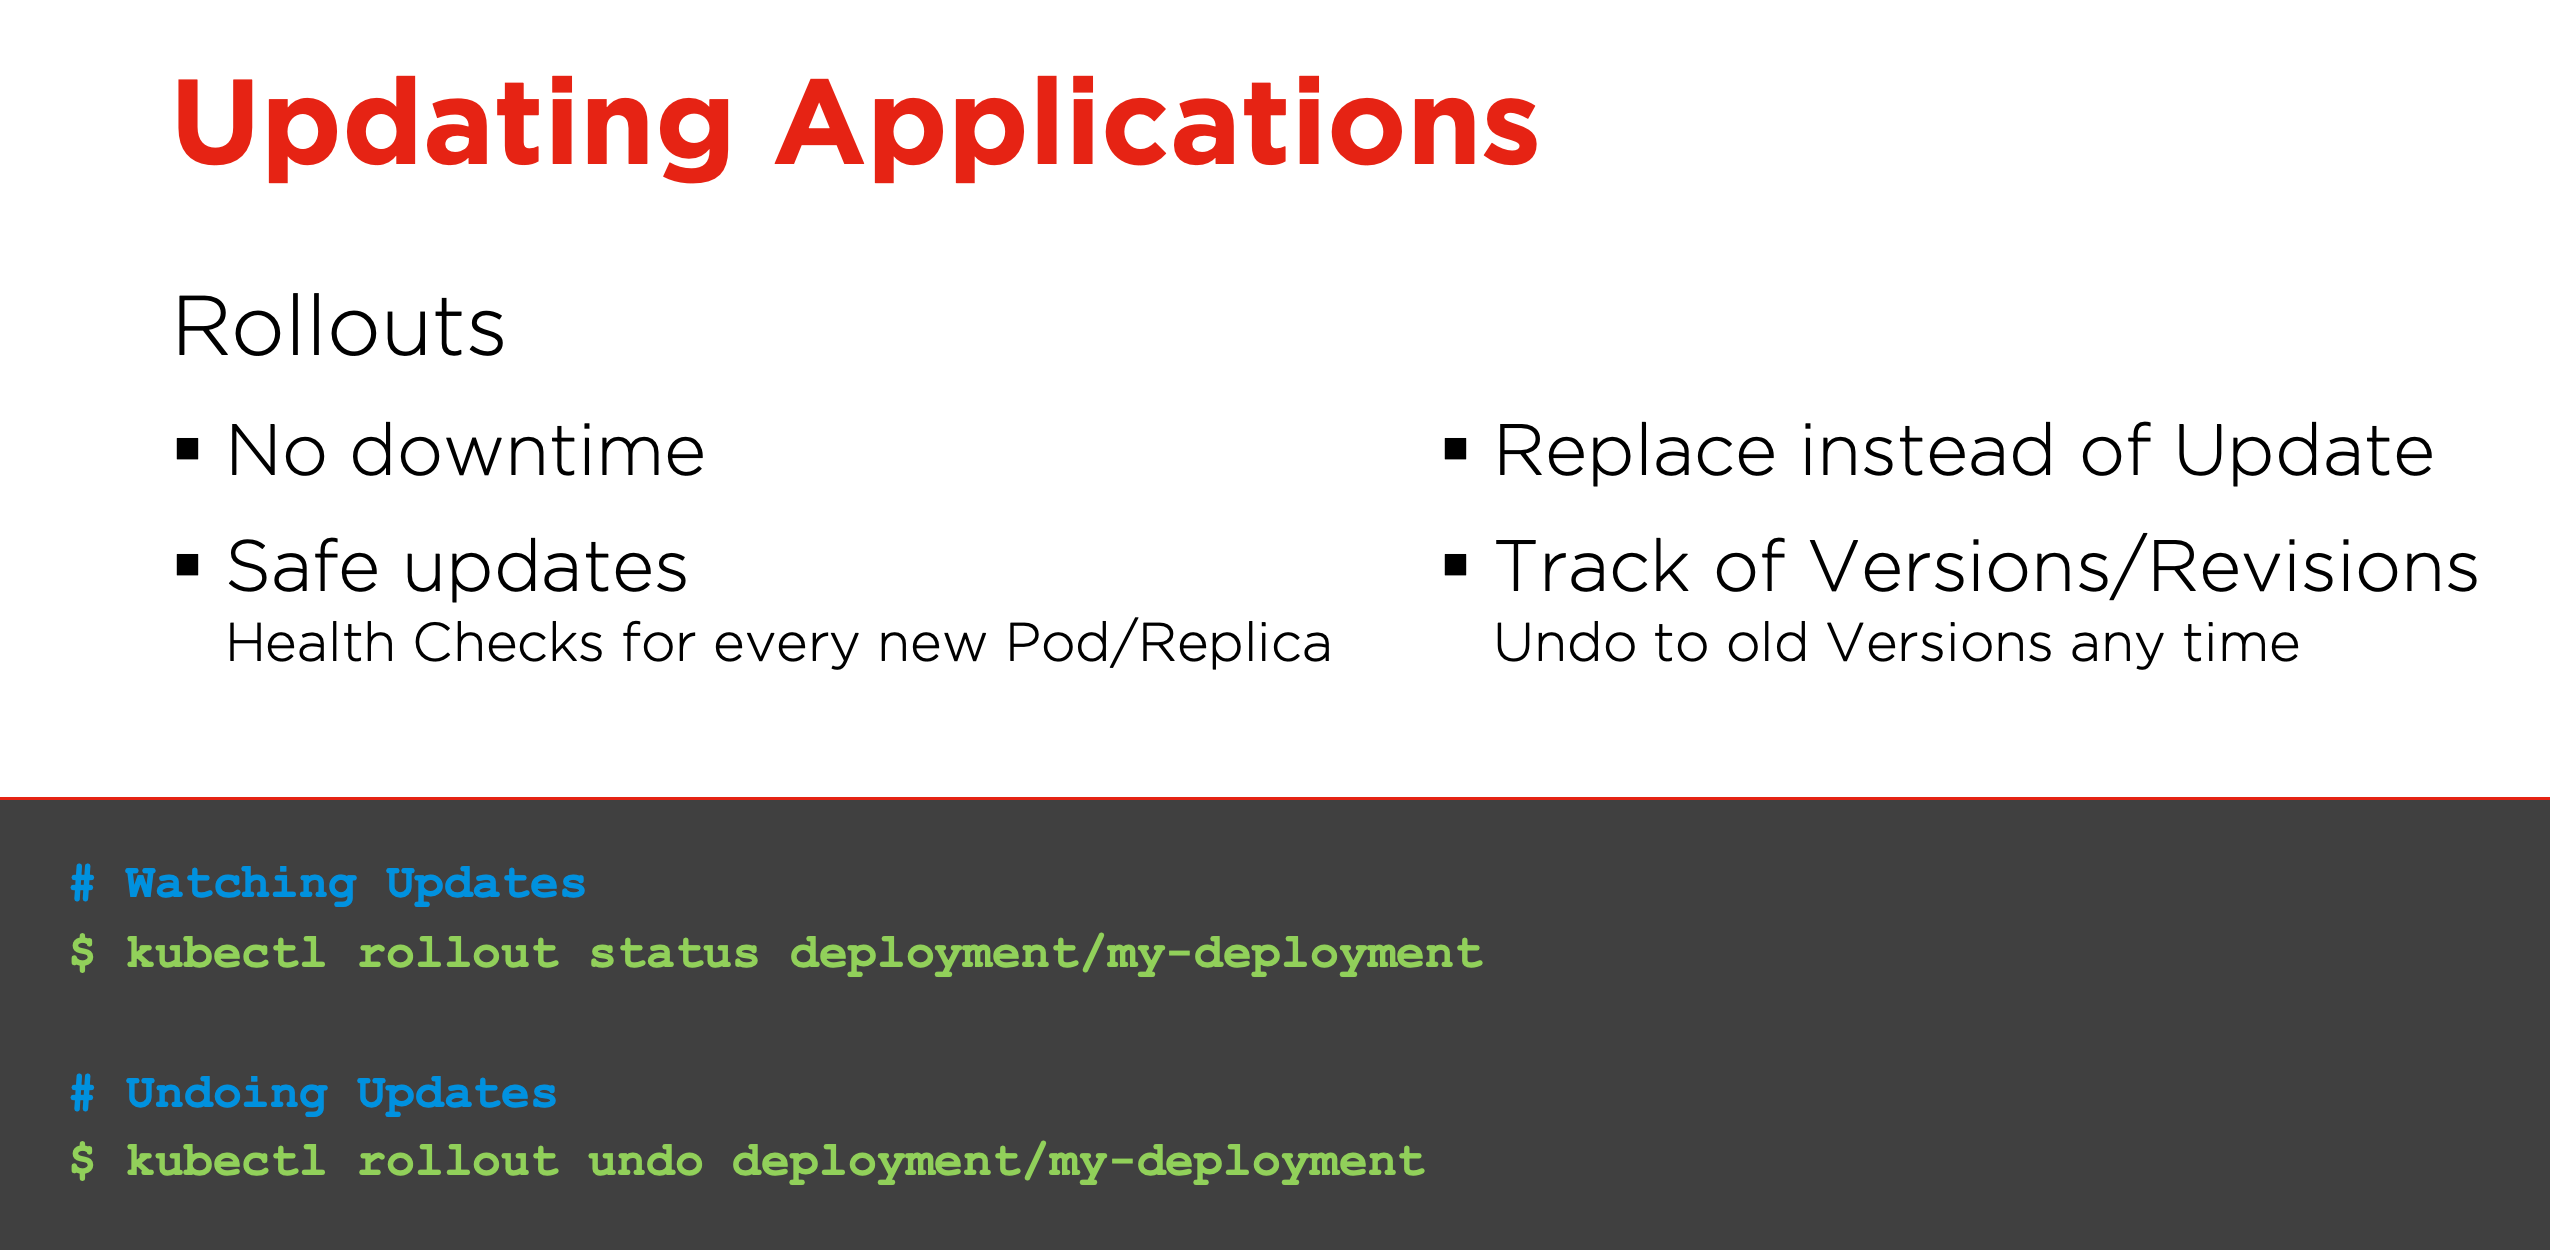 Updating Applications
Rollouts
▪ No downtime
▪ Safe updates
Health Checks for every new Pod/Replica
▪ Replace instead of Update
▪ Track of Versions/Revisions
Undo to old Versions any time
# Watching Updates
$ kubectl rollout status deployment/my-deployment
# Undoing Updates
$ kubectl rollout undo deployment/my-deployment